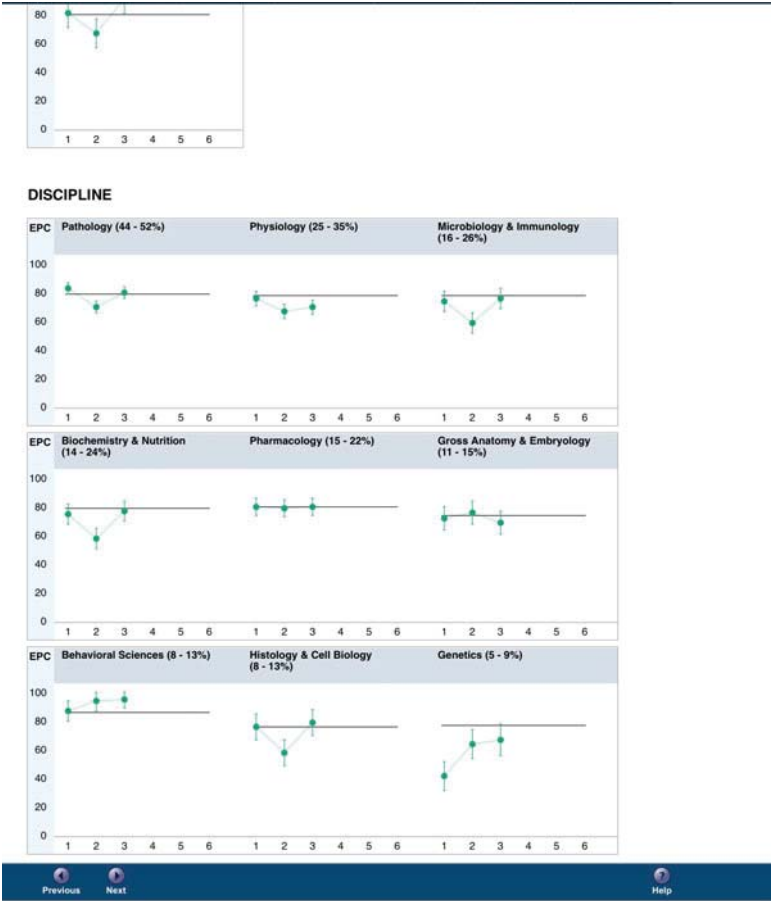 80
60
40
20
0
1 2 3 4 5 6
DISCIPLINE
EPC Pathology (44 - 52%) Physiology (25 - 35%) Microbiology & Immunology
(16 - 26%)
100
80
60
40
20
0
1 2 3 4 5 6 1 2 3 4 5 6 1 2 3 4 5 6
EPC Biochemistry & Nutrition Pharmacology (15 - 22%) Gross Anatomy & Embryology
(14 - 24%) (11 - 15%)
100
80
60
40
20
0
1 2 3 4 5 6 1 2 3 4 5 6 1 2 3 4 5 6
EPC Behavioral Sciences (8 - 13%) Histology & Cell Biology Genetics (5 - 9%)
(8 - 13%)
100
80
60
40
20
0
1 2 3 4 5 6 1 2 3 4 5 6 1 2 3 4 5 6
Previous Next Help